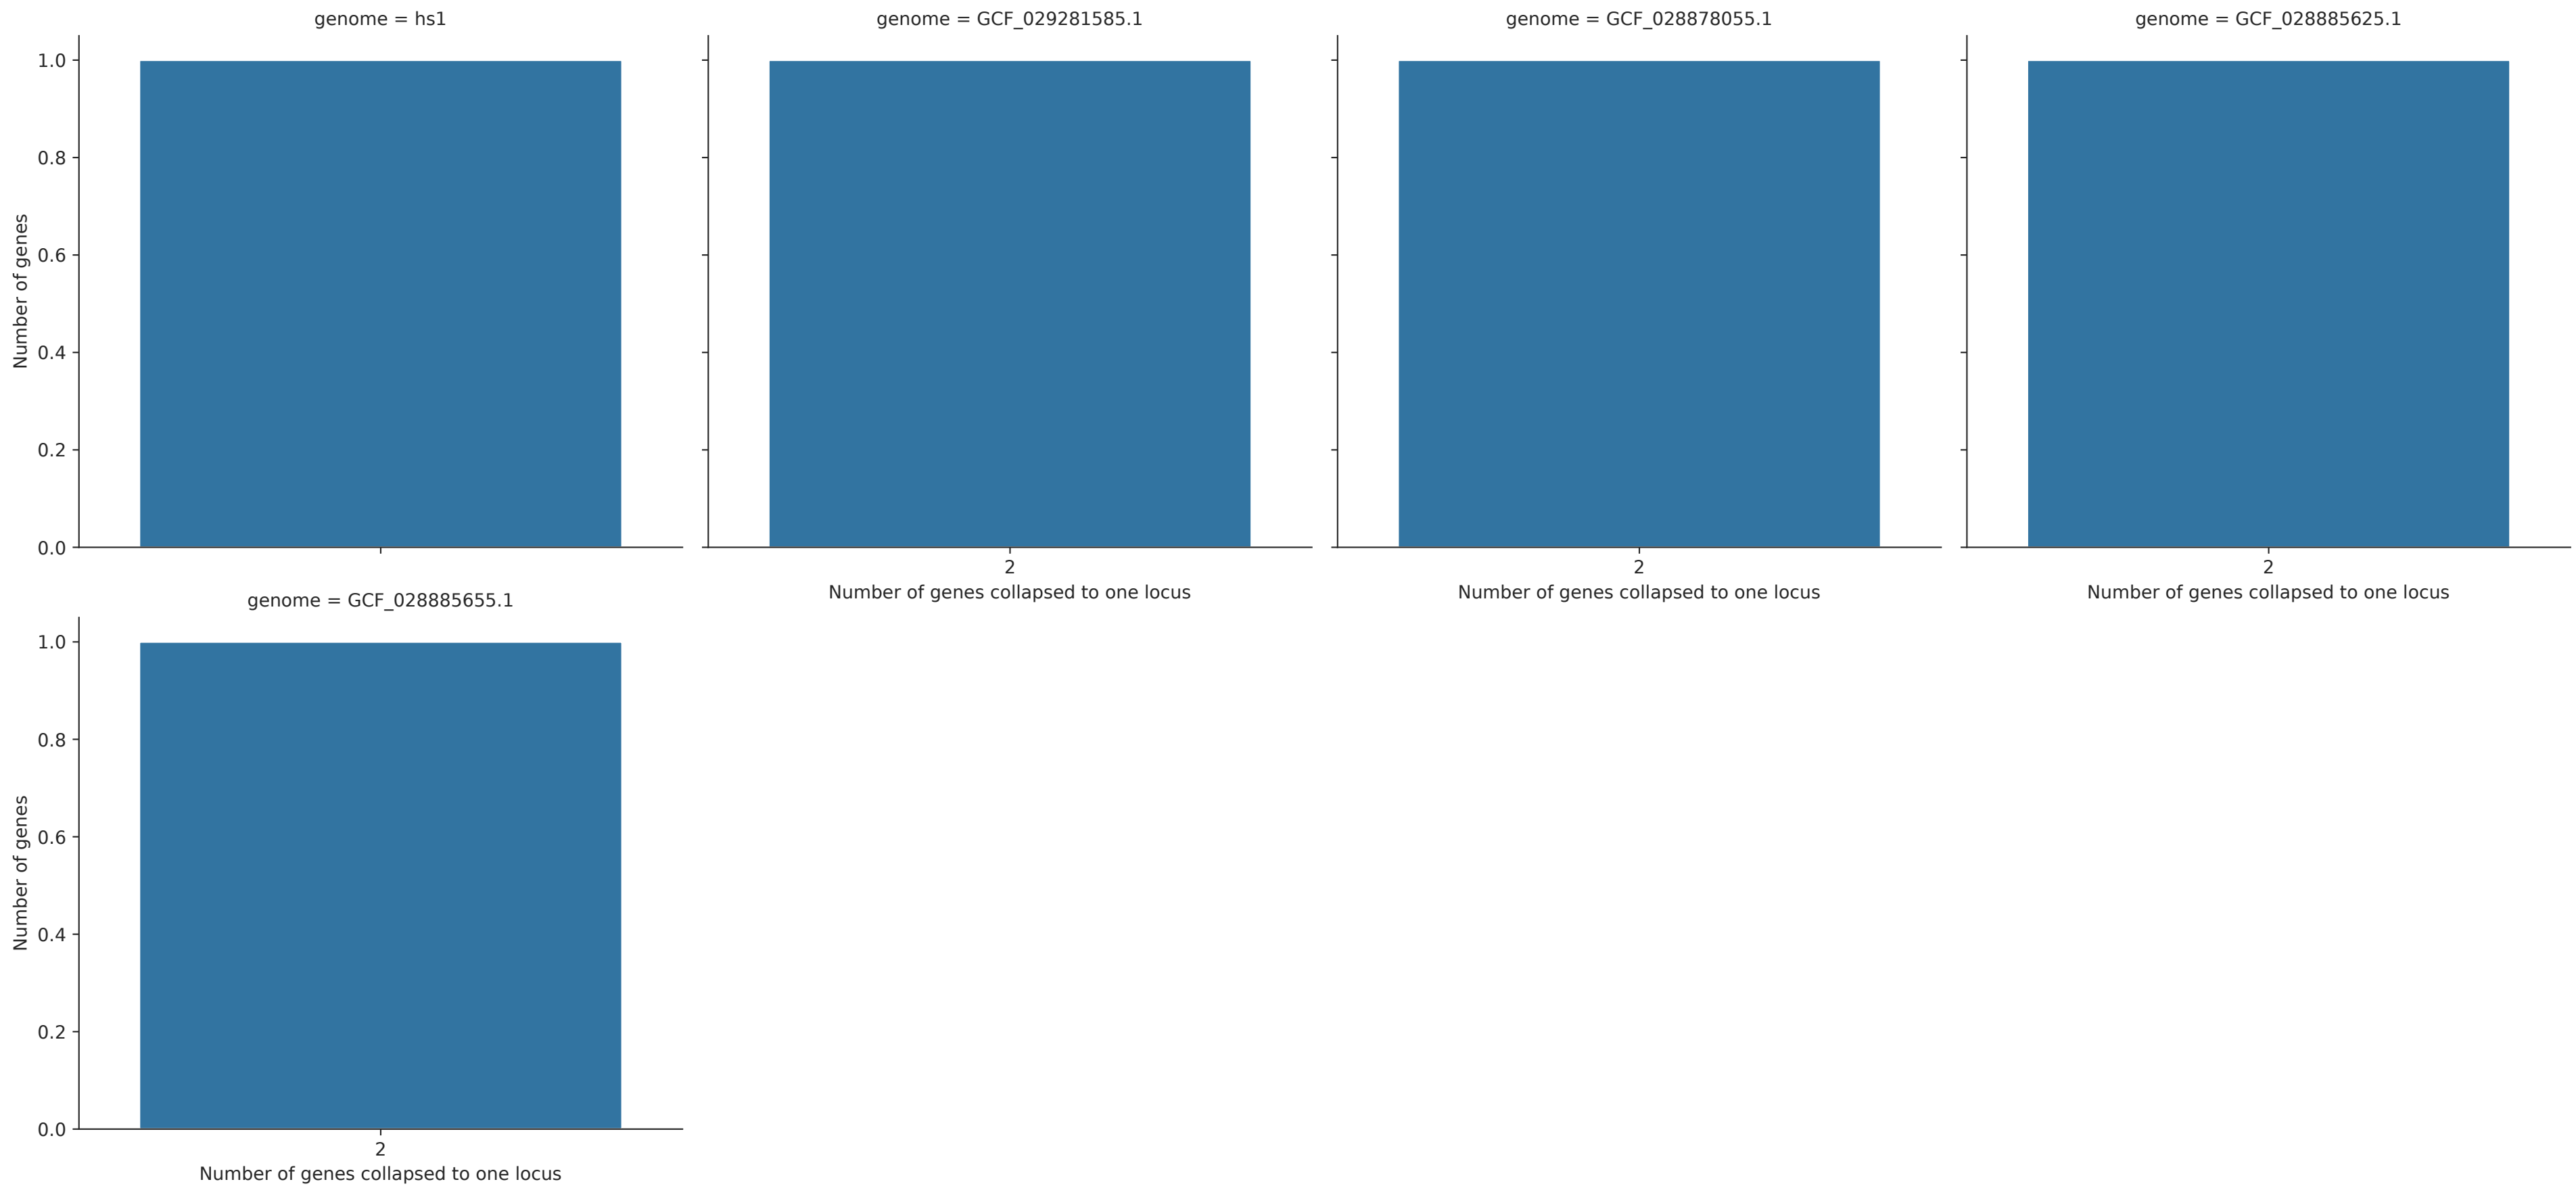 genome = hs1
genome = GCF_029281585.1
genome = GCF_028878055.1
genome = GCF_028885625.1
1.0
0.8
0.6
0.4
0.2
0.0
Number of genes
2
2
2
Number of genes collapsed to one locus
Number of genes collapsed to one locus
Number of genes collapsed to one locus
genome = GCF_028885655.1
1.0
0.8
0.6
0.4
0.2
0.0
Number of genes
2
Number of genes collapsed to one locus